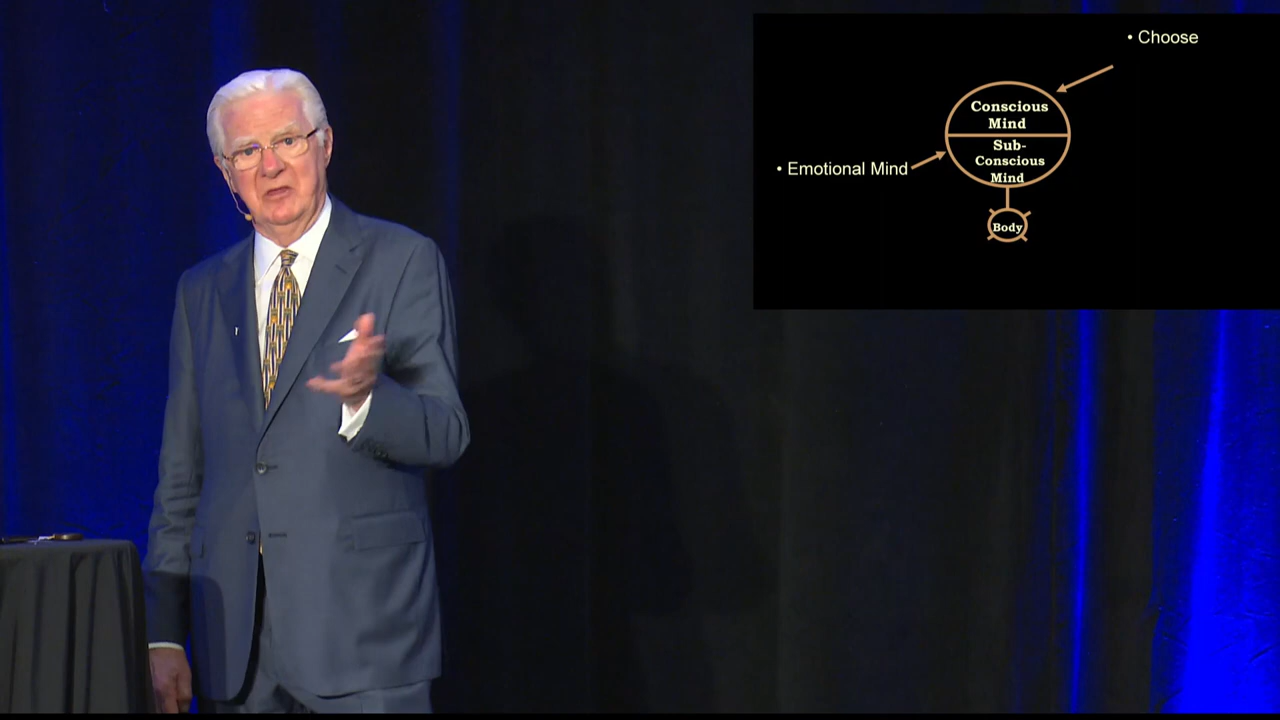 • Choose
Conscious
Mind
Sub-
Conscious
Mind
• Emotional Mind
Body